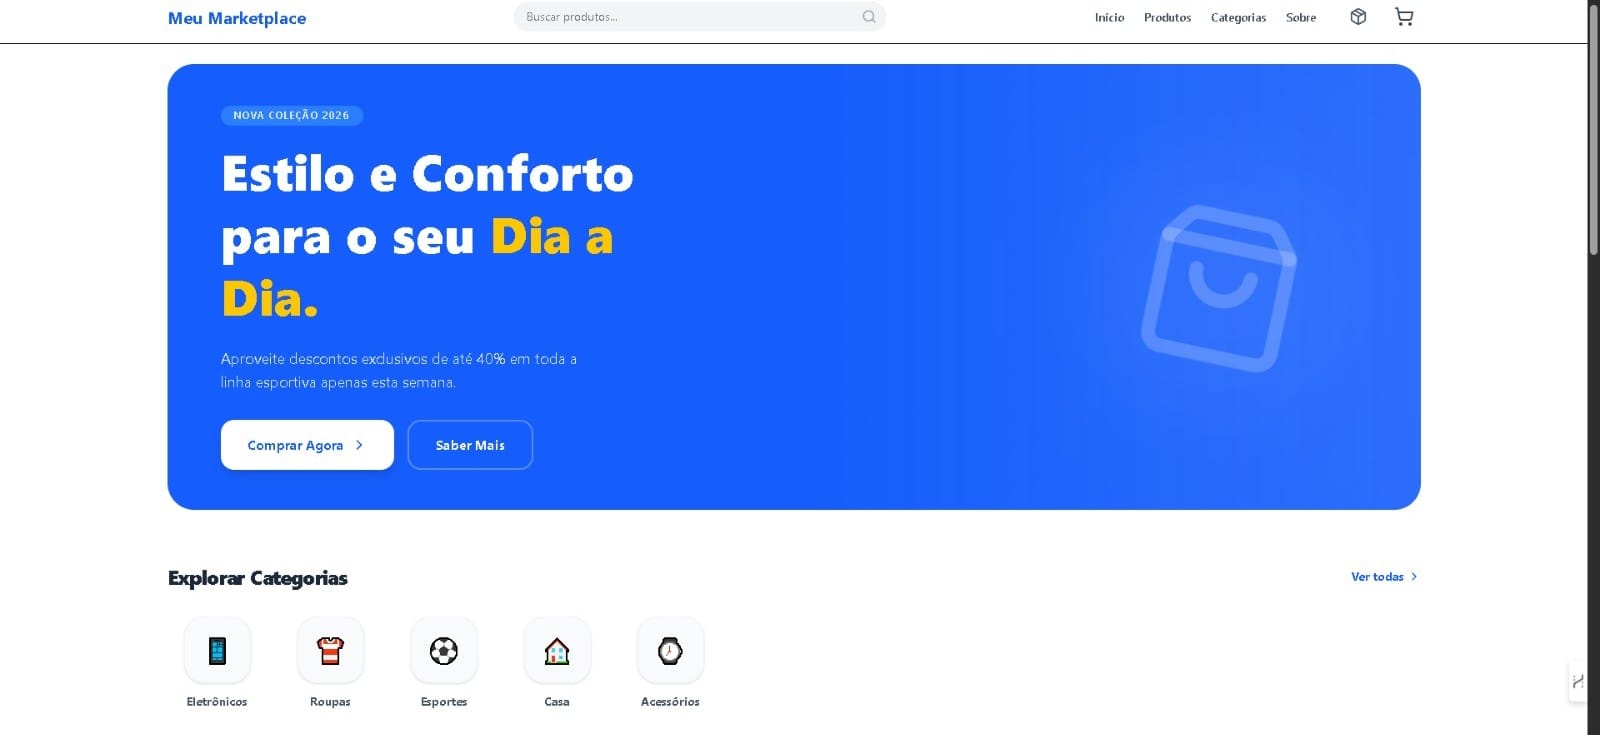 Meu Marketplace
Buscar produtos...
Início
Produtos
Categorias
Sobre
NOVA COLEÇÃO 2026
Estilo e Conforto
para o seu Dia a
Dia.
Aproveite descontos exclusivos de até 40% em toda a
linha esportiva apenas esta semana.
Comprar Agora
Saber Mais
Explorar Categorias
Ver todas
Eletrônicos
Roupas
Esportes
Casa
Acessórios